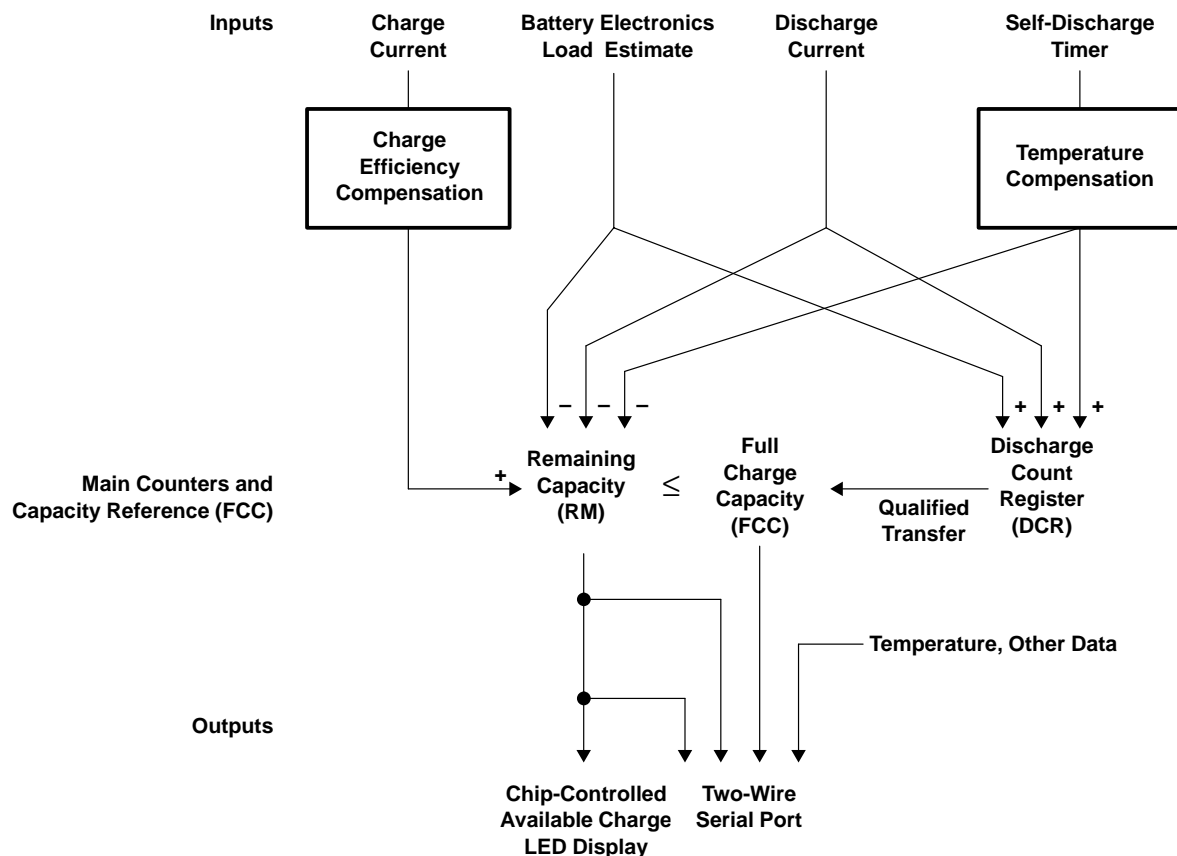 Inputs
Charge
Current
Battery Electronics
Load Estimate
Discharge
Current
Self-Discharge
Timer
Charge
Efficiency
Compensation
Temperature
Compensation
– – –
+ + +
Main Counters and
Capacity Reference (FCC)
+
Remaining
Capacity
(RM)
≤
Full
Charge
Capacity
(FCC)
Qualified
Transfer
Discharge
Count
Register
(DCR)
Temperature, Other Data
Outputs
Chip-Controlled
Available Charge
LED Display
Two-Wire
Serial Port